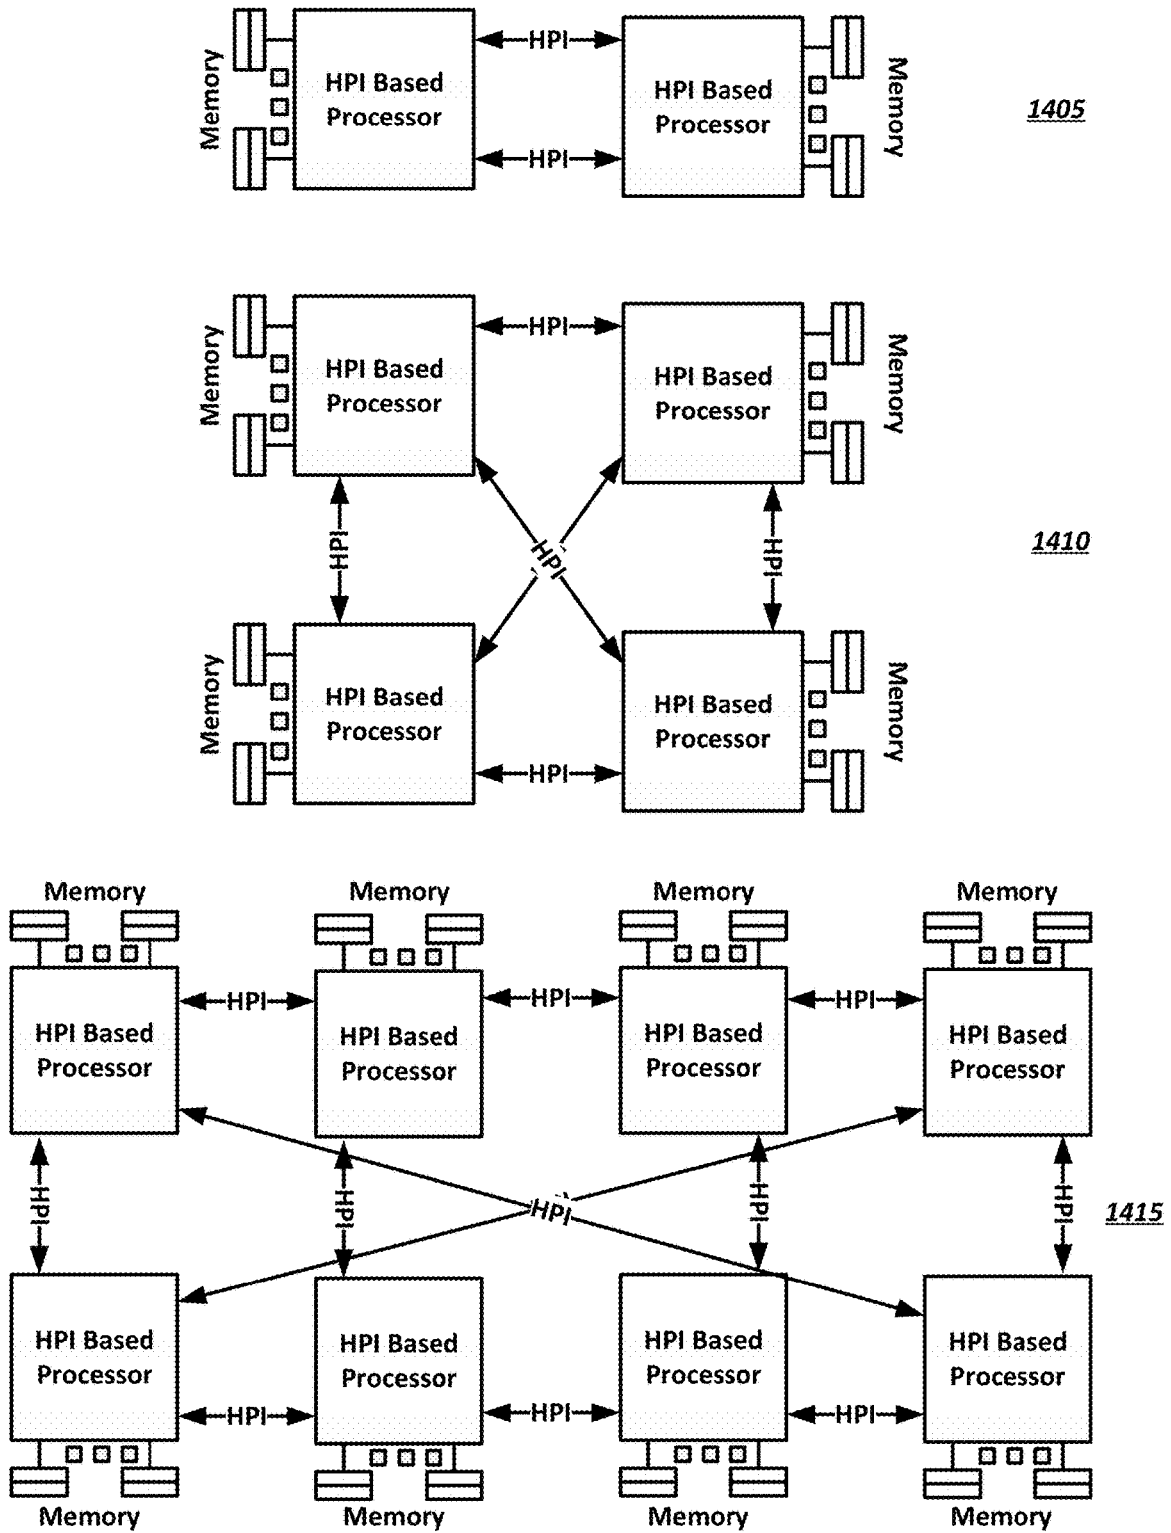 HPI
Memory
HPI Based
Processor
HPI Based
Processor
Memory
1405
HPI
HPI
Memory
HPI Based
Processor
HPI Based
Processor
Memory
HPI
HPI
HPI
1410
Memory
HPI Based
Processor
HPI Based
Processor
Memory
HPI
Memory
Memory
Memory
Memory
HPI
HPI
HPI
HPI Based
Processor
HPI Based
Processor
HPI Based
Processor
HPI Based
Processor
HPI
HPI
HPI
HPI
HPI
1415
HPI Based
Processor
HPI Based
Processor
HPI Based
Processor
HPI Based
Processor
HPI
HPI
HPI
Memory
Memory
Memory
Memory